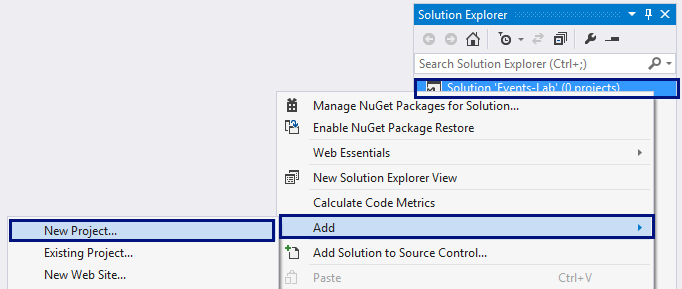 Solution Explorer
Search Solution Explorer (Ctrl+;)
Solution 'Events-Lab' (0 projects)
Manage NuGet Packages for Solution...
Enable NuGet Package Restore
Web Essentials
New Solution Explorer View
Calculate Code Metrics
Add
Add Solution to Source Control...
Paste Ctrl+V
New Project...
Existing Project...
New Web Site...